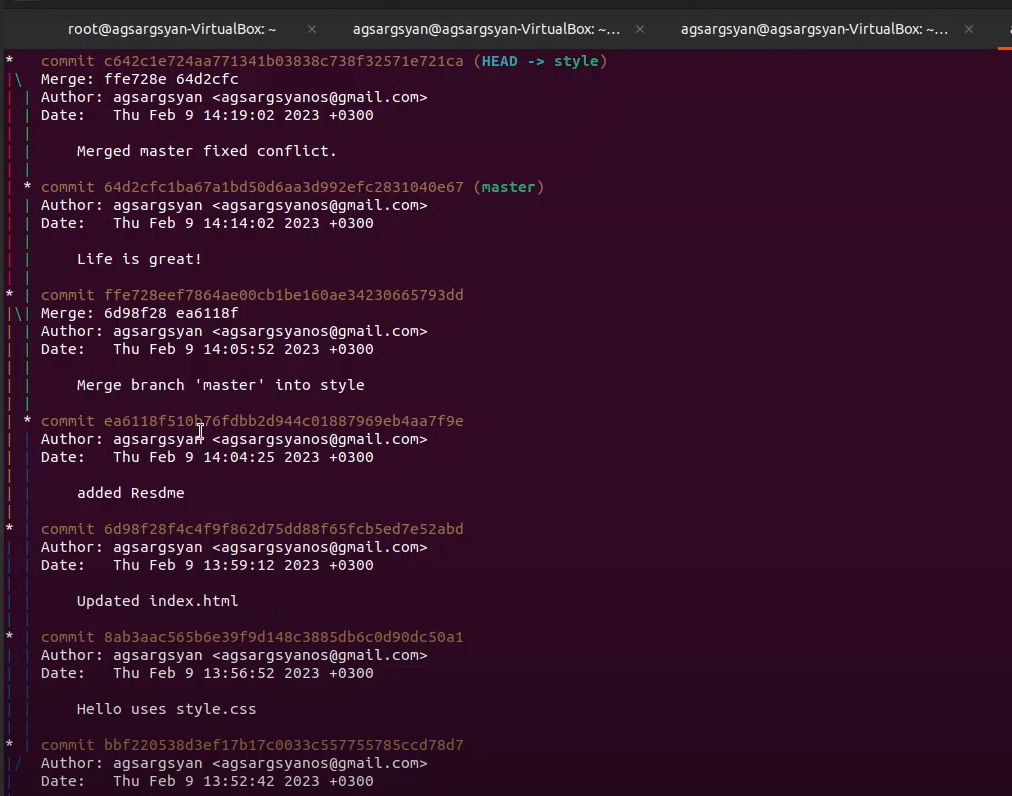 root@agsargsyan-VirtualBox: ~ × agsargsyan@agsargsyan-VirtualBox: ~... × agsargsyan@agsargsyan-VirtualBox: ~... ×
* commit c642c1e724aa771341b03838c738f32571e721ca (HEAD -> style)
|\ Merge: ffe728e 64d2cfc
| | Author: agsargsyan <agsargsyanos@gmail.com>
| | Date: Thu Feb 9 14:19:02 2023 +0300
| |
| | Merged master fixed conflict.
| |
| * commit 64d2cfc1ba67a1bd50d6aa3d992efc2831040e67 (master)
| | Author: agsargsyan <agsargsyanos@gmail.com>
| | Date: Thu Feb 9 14:14:02 2023 +0300
| |
| | Life is great!
| |
* | commit ffe728eef7864ae00cb1be160ae34230665793dd
|\| Merge: 6d98f28 ea6118f
| | Author: agsargsyan <agsargsyanos@gmail.com>
| | Date: Thu Feb 9 14:05:52 2023 +0300
| |
| | Merge branch 'master' into style
| |
| * commit ea6118f510b76fdbb2d944c01887969eb4aa7f9e
| | Author: agsargsyan <agsargsyanos@gmail.com>
| | Date: Thu Feb 9 14:04:25 2023 +0300
| |
| | added Resdme
| |
* | commit 6d98f28f4c4f9f862d75dd88f65fcb5ed7e52abd
| | Author: agsargsyan <agsargsyanos@gmail.com>
| | Date: Thu Feb 9 13:59:12 2023 +0300
| |
| | Updated index.html
| |
* | commit 8ab3aac565b6e39f9d148c3885db6c0d90dc50a1
| | Author: agsargsyan <agsargsyanos@gmail.com>
| | Date: Thu Feb 9 13:56:52 2023 +0300
| |
| | Hello uses style.css
| |
* | commit bbf220538d3ef17b17c0033c557755785ccd78d7
|/ Author: agsargsyan <agsargsyanos@gmail.com>
| Date: Thu Feb 9 13:52:42 2023 +0300